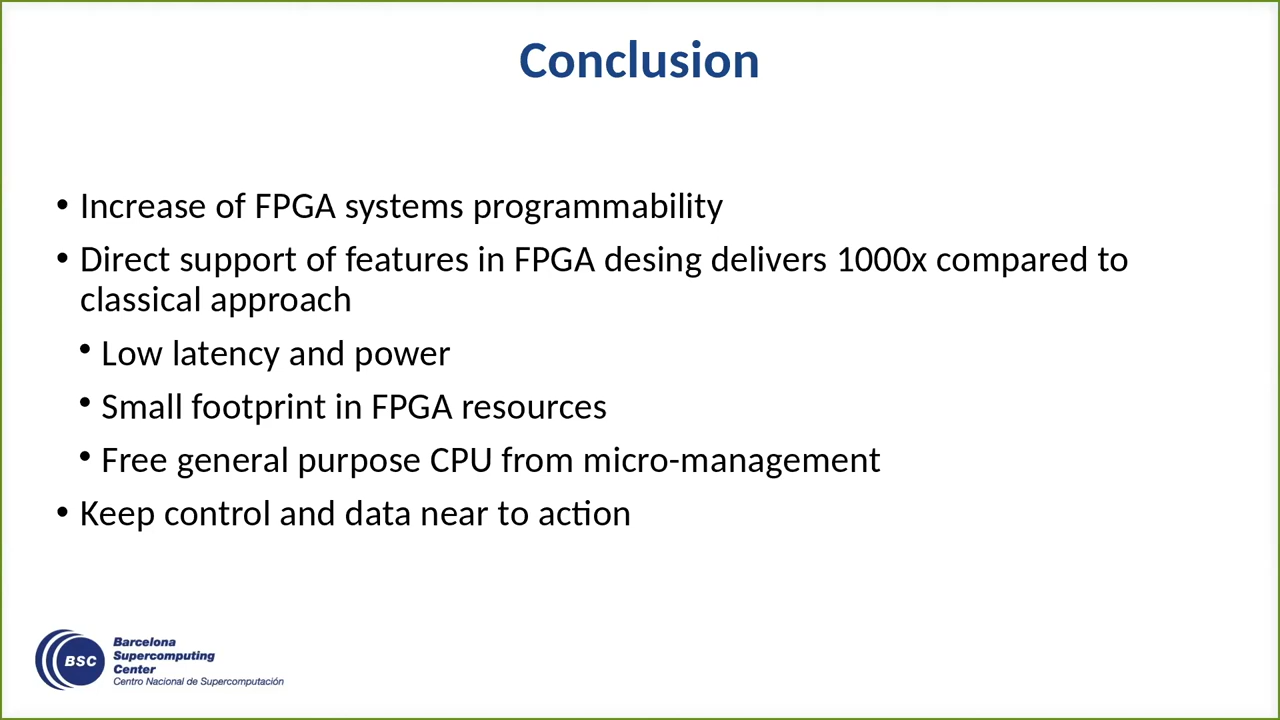 Conclusion
• Increase of FPGA systems programmability
• Direct support of features in FPGA desing delivers 1000x compared to
classical approach
• Low latency and power
• Small footprint in FPGA resources
• Free general purpose CPU from micro-management
• Keep control and data near to action
BSC
Barcelona
Supercomputing
Center
Centro Nacional de Supercomputación